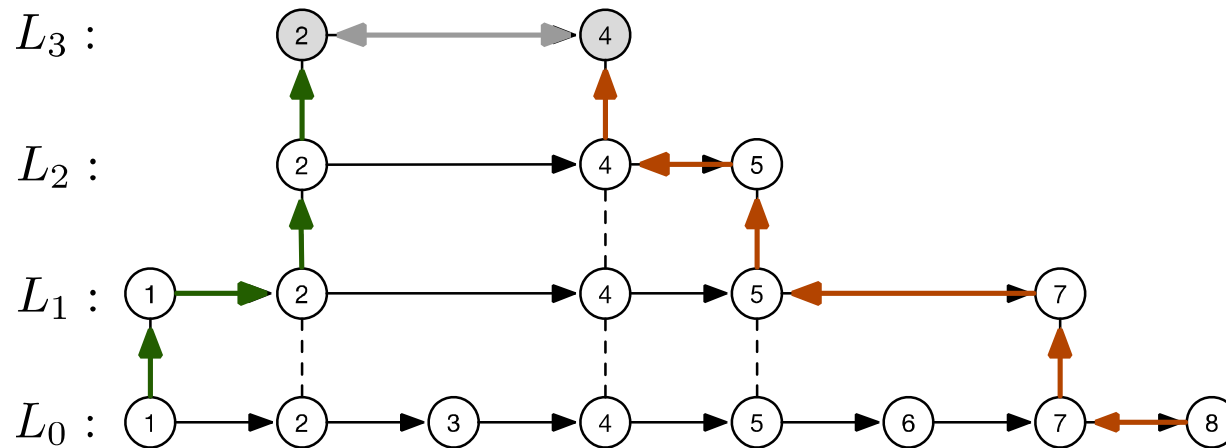 L₃ : 2 4
L₂ : 2 4 5
L₁ : 1 2 4 5 7
L₀ : 1 2 3 4 5 6 7 8